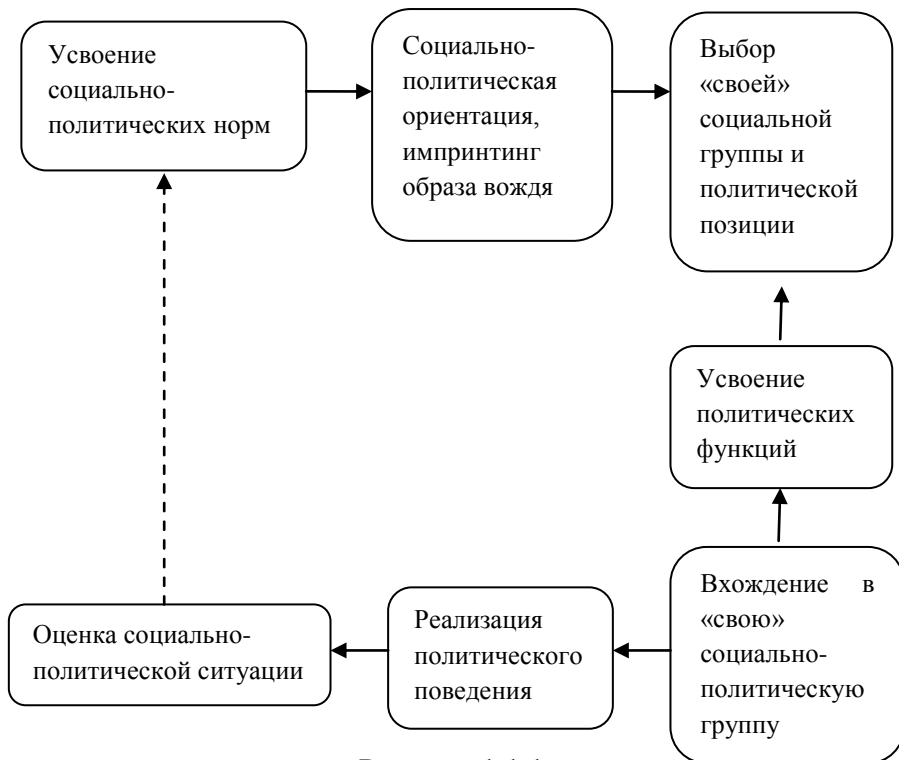 Усвоение
социально-
политических норм
Социально-
политическая
ориентация,
импринтинг
образа вождя
Выбор
«своей»
социальной
группы и
политической
позиции
Усвоение
политических
функций
Вхождение в
«свою»
социально-
политическую
группу
Реализация
политического
поведения
Оценка социально-
политической ситуации